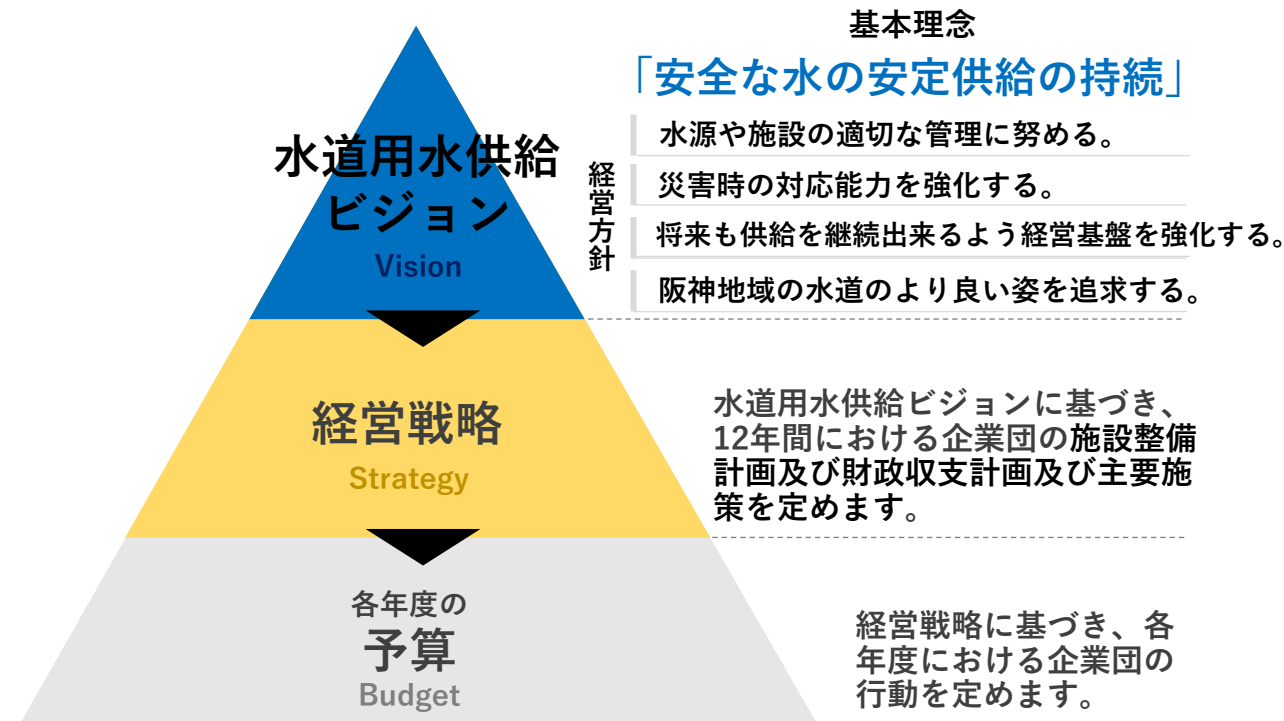 基本理念
「安全な水の安定供給の持続」
水道用水供給
ビジョン
Vision
経営方針
水源や施設の適切な管理に努める。
災害時の対応能力を強化する。
将来も供給を継続出来るよう経営基盤を強化する。
阪神地域の水道のより良い姿を追求する。
経営戦略
Strategy
水道用水供給ビジョンに基づき、
12年間における企業団の施設整備
計画及び財政収支計画及び主要施
策を定めます。
各年度の
予算
Budget
経営戦略に基づき、各
年度における企業団の
行動を定めます。